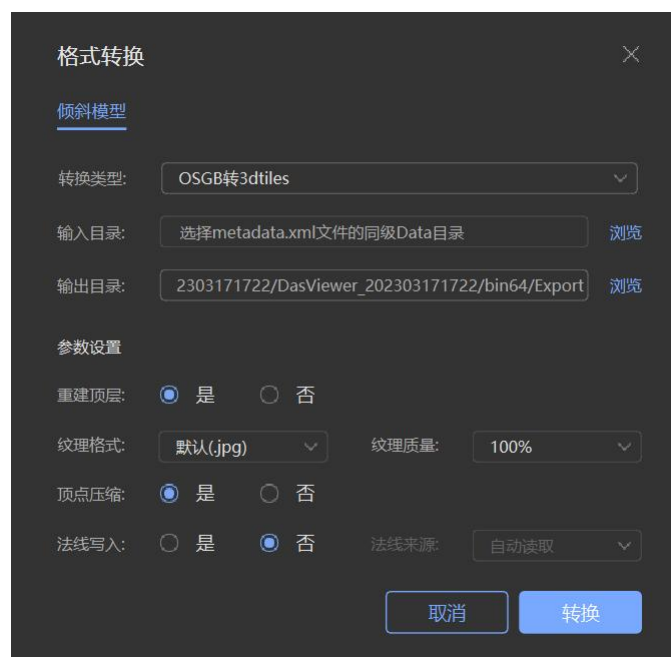 格式转换
倾斜模型
转换类型: OSGB转3dtiles
输入目录: 选择metadata.xml文件的同级Data目录 浏览
输出目录: 2303171722/DasViewer_202303171722/bin64/Export 浏览
参数设置
重建顶层: 是 否
纹理格式: 默认(.jpg) 纹理质量: 100%
顶点压缩: 是 否
法线写入: 是 否 法线来源: 自动读取
取消 转换